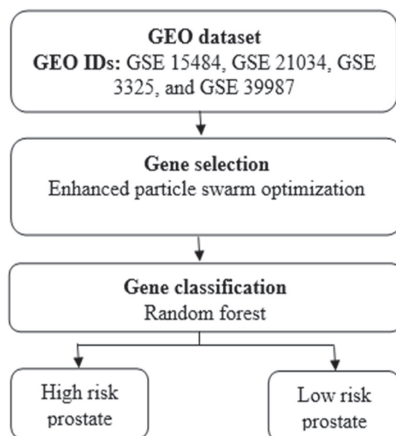 GEO dataset
GEO IDs: GSE 15484, GSE 21034, GSE
3325, and GSE 39987
Gene selection
Enhanced particle swarm optimization
Gene classification
Random forest
High risk
prostate
Low risk
prostate